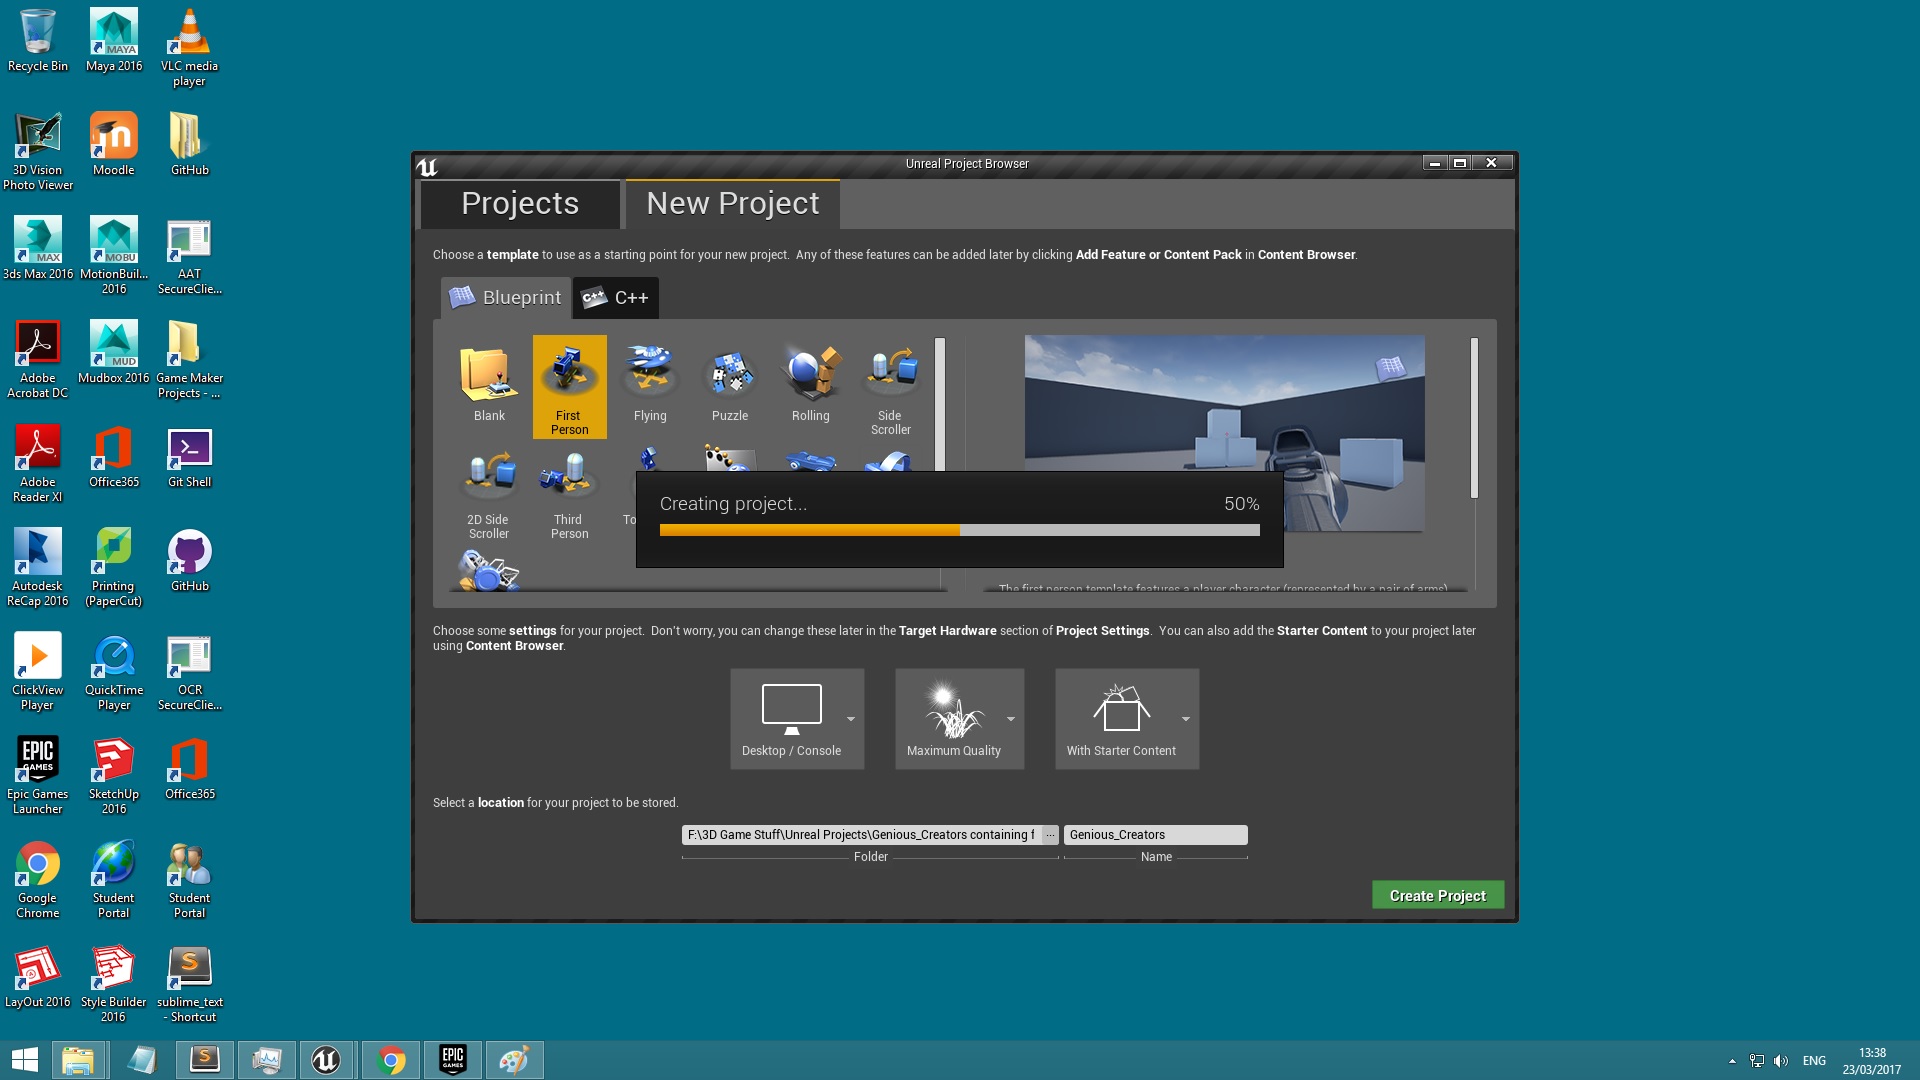 Recycle Bin
Maya 2016
VLC media
player
3D Vision
Photo Viewer
Moodle
GitHub
3ds Max 2016
MotionBuil...
2016
AAT
SecureClie...
Adobe
Acrobat DC
Mudbox 2016
Game Maker
Projects - ...
Adobe
Reader XI
Office365
Git Shell
Autodesk
ReCap 2016
Printing
(PaperCut)
GitHub
ClickView
Player
QuickTime
Player
OCR
SecureClie...
Epic Games
Launcher
SketchUp
2016
Office365
Google
Chrome
Student
Portal
Student
Portal
LayOut 2016
Style Builder
2016
sublime_text
- Shortcut
MAYA
MAX
MOBU
MUD
EPIC
GAMES
Unreal Project Browser
Projects
New Project
Choose a template to use as a starting point for your new project. Any of these features can be added later by clicking Add Feature or Content Pack in Content Browser.
Blueprint
C++
C++
Blank
First
Person
Flying
Puzzle
Rolling
Side
Scroller
2D Side
Scroller
Third
Person
To
Creating project...
50%
The first person template features a player character (represented by a pair of arms)
Choose some settings for your project. Don't worry, you can change these later in the Target Hardware section of Project Settings. You can also add the Starter Content to your project later
using Content Browser.
Desktop / Console
Maximum Quality
With Starter Content
Select a location for your project to be stored.
F:\3D Game Stuff\Unreal Projects\Genious_Creators containing f
...
Genious_Creators
Folder
Name
Create Project
EPIC
GAMES
ENG
13:38
23/03/2017